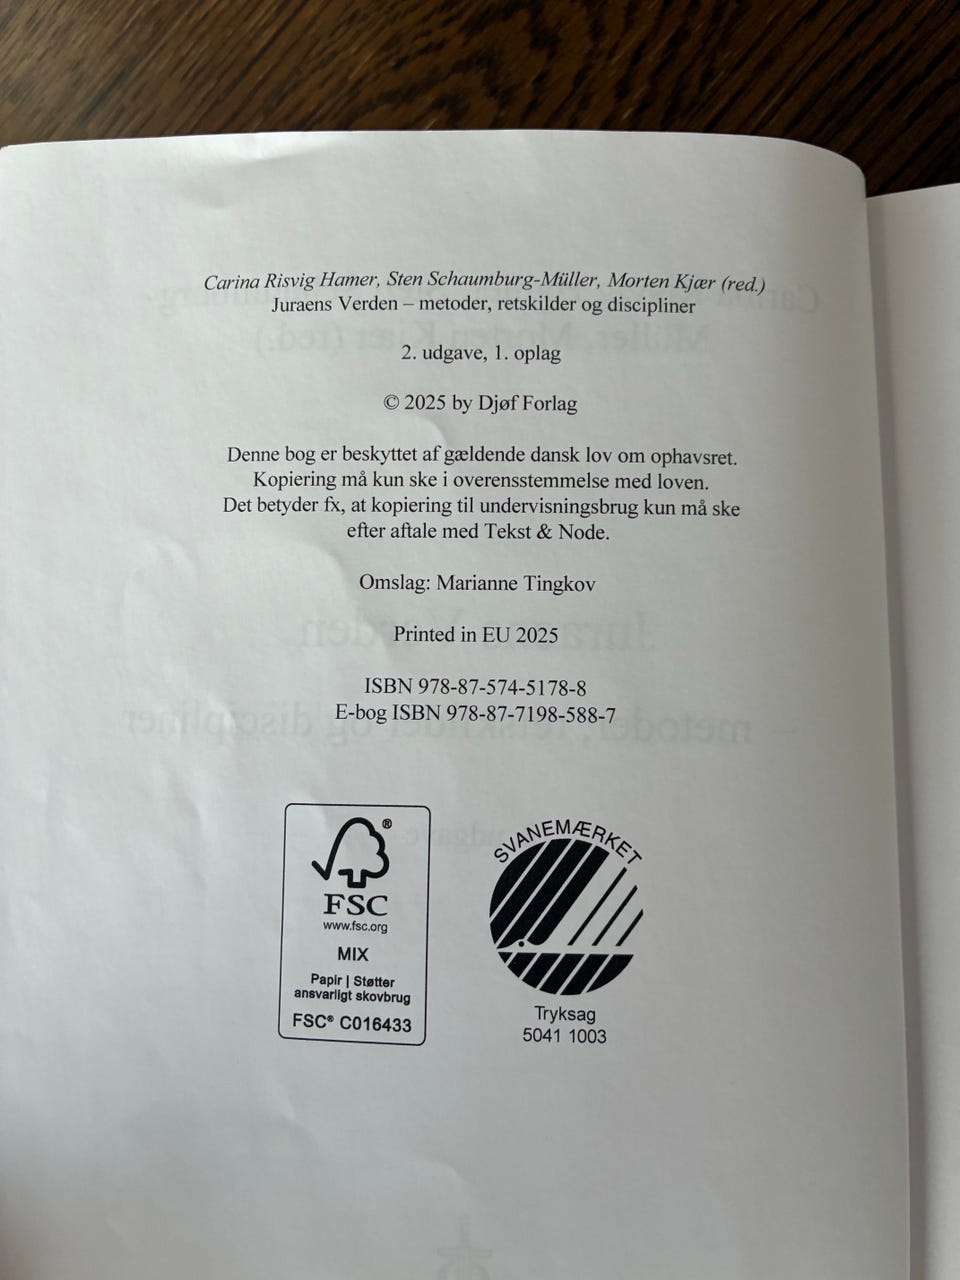 Carina Risvig Hamer, Sten Schaumburg-Müller, Morten Kjær (red.)
Juraens Verden – metoder, retskilder og discipliner
2. udgave, 1. oplag
© 2025 by Djøf Forlag
Denne bog er beskyttet af gældende dansk lov om ophavsret.
Kopiering må kun ske i overensstemmelse med loven.
Det betyder fx, at kopiering til undervisningsbrug kun må ske
efter aftale med Tekst & Node.
Omslag: Marianne Tingkov
Printed in EU 2025
ISBN 978-87-574-5178-8
E-bog ISBN 978-87-7198-588-7
®
FSC
www.fsc.org
MIX
Papir | Støtter
ansvarligt skovbrug
FSC® C016433
SVANEMÆRKET
Tryksag
5041 1003